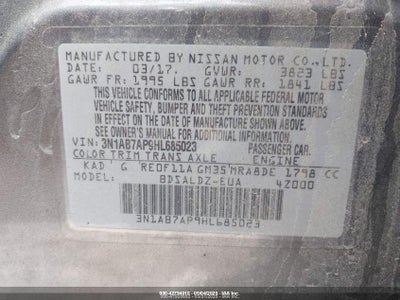 MANUFACTURED BY NISSAN MOTOR CO.,LTD.
DATE: 03/17. GVWR: 3823 LBS
GAWR FR: 1995 LBS GAWR RR: 1841 LBS
THIS VEHICLE CONFORMS TO ALL APPLICABLE FEDERAL MOTOR
VEHICLE SAFETY, BUMPER AND THEFT PREVENTION STANDARDS
IN EFFECT ON THE DATE OF MANUFACTURE SHOWN ABOVE.
SEE OWNER'S MANUAL FOR ADDITIONAL INFORMATION
VIN: 3N1AB7AP9HL685023 PASSENGER CAR.
COLOR TRIM TRANS AXLE ENGINE
KAD G RE0F11A GM35 MRA8DE 1798 CC
BDSALDZ-EUA 4Z000
3N1AB7AP9HL685023